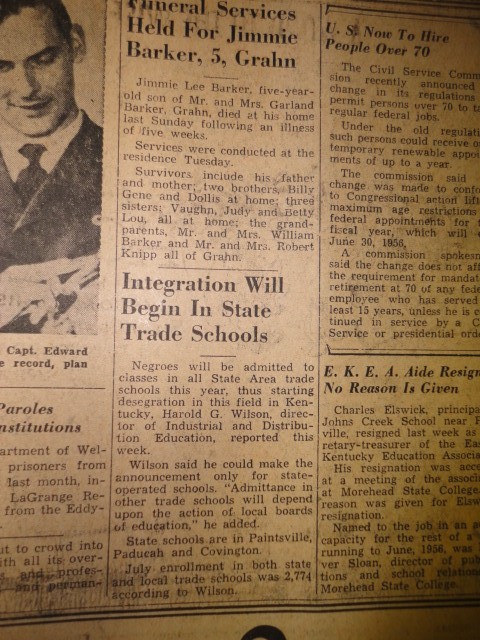 Funeral Services
Held For Jimmie
Barker, 5, Grahn
Jimmie Lee Barker, five-year-
old son of Mr. and Mrs. Garland
Barker, Grahn, died at his home
last Sunday following an illness
of five weeks.
Services were conducted at the
residence Tuesday.
Survivors include his father
and mother; two brothers, Billy
Gene and Dollis at home; three
sisters; Vaughn, Judy and Betty
Lou, all at home; the grand-
parents, Mr. and Mrs. William
Barker and Mr. and Mrs. Robert
Knipp all of Grahn.
Integration Will
Begin In State
Trade Schools
Negroes will be admitted to
classes in all State Area trade
schools this year, thus starting
desegration in this field in Ken-
tucky, Harold G. Wilson, direc-
tor of Industrial and Distribu-
tion Education, reported this
week.
Wilson said he could make the
announcement only for state-
operated schools. "Admittance in
other trade schools will depend
upon the action of local boards
of education," he added.
State schools are in Paintsville,
Paducah and Covington.
July enrollment in both state
and local trade schools was 2,774
according to Wilson.
U. S. Now To Hire
People Over 70
The Civil Service Comm
sion recently announced
change in its regulations
permit persons over 70 to t
regular federal jobs.
Under the old regulati
such persons could receive o
temporary renewable appoi
ments of up to a year.
The commission said
change was made to confo
to Congressional action lift
maximum age restrictions
federal appointments for t
fiscal year, which will
June 30, 1956.
A commission spokesm
said the change does not aff
the requirement for mandat
retirement at 70 of any fede
employee who has served
least 15 years, unless he is c
tinued in service by a C
Service or presidential orde
E. K. E. A. Aide Resign
No Reason Is Given
Charles Elswick, principa
Johns Creek School near P
ville, resigned last week as
retary-treasurer of the East
Kentucky Education Associa
His resignation was acce
at a meeting of the associa
at Morehead State College.
reason was given for Elsw
resignation.
Named to the job in an a
capacity for the rest of a
running to June, 1956, was
ver Sloan, director of pub
tions and school relation
Morehead State College.
Capt. Edward
e record, plan
Paroles
nstitutions
artment of Wel-
prisoners from
last month, in-
LaGrange Re-
from the Eddy-
ut to crowd into
ith all its over-
and profes-
and perman-